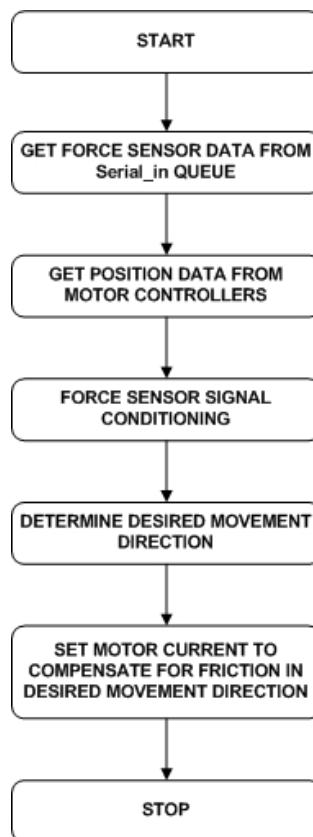 START
GET FORCE SENSOR DATA FROM
Serial_in QUEUE
GET POSITION DATA FROM
MOTOR CONTROLLERS
FORCE SENSOR SIGNAL
CONDITIONING
DETERMINE DESIRED MOVEMENT
DIRECTION
SET MOTOR CURRENT TO
COMPENSATE FOR FRICTION IN
DESIRED MOVEMENT DIRECTION
STOP